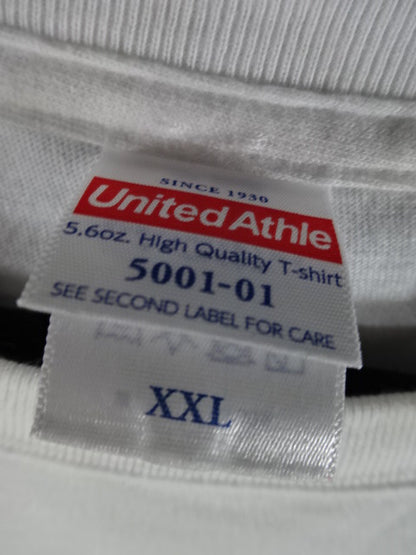 SINCE 1930
United Athle
5.6oz. High Quality T-shirt
5001-01
SEE SECOND LABEL FOR CARE
XXL